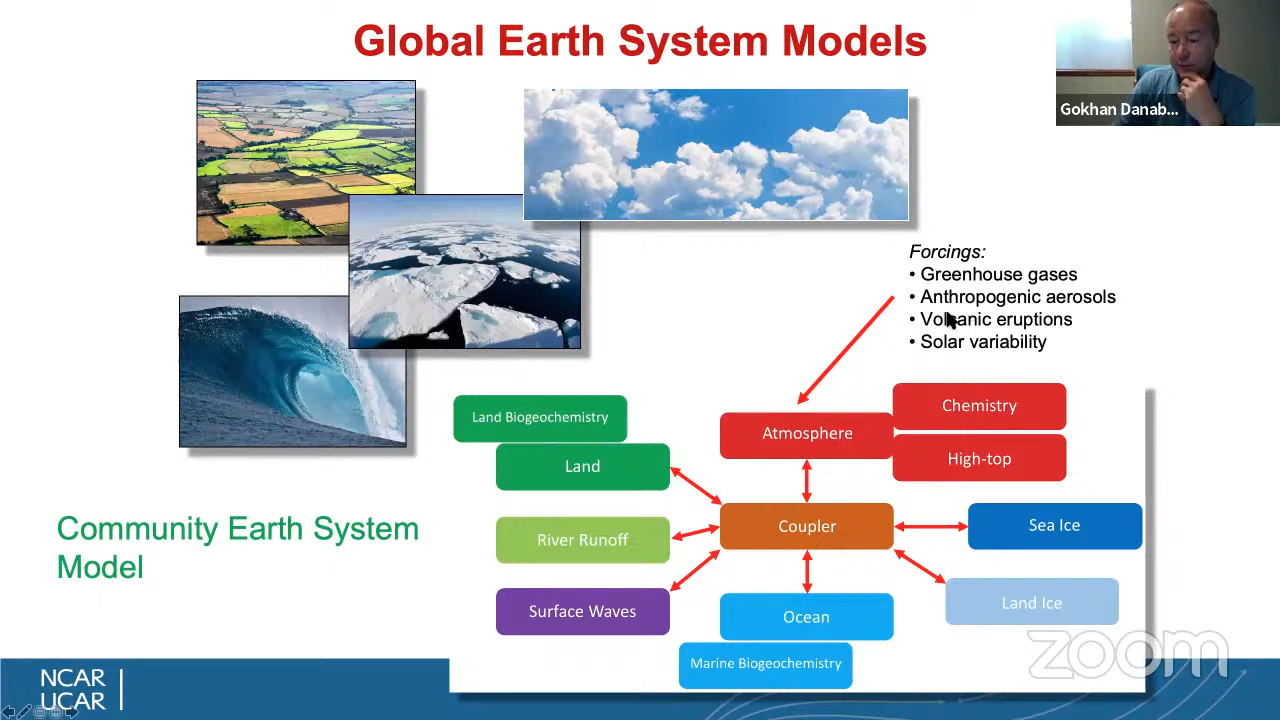 Global Earth System Models
Gokhan Danab...
Forcings:
• Greenhouse gases
• Anthropogenic aerosols
• Volcanic eruptions
• Solar variability
Land Biogeochemistry
Land
River Runoff
Surface Waves
Atmosphere
Chemistry
High-top
Coupler
Sea Ice
Land Ice
Ocean
Marine Biogeochemistry
Community Earth System
Model
NCAR
UCAR
zoom